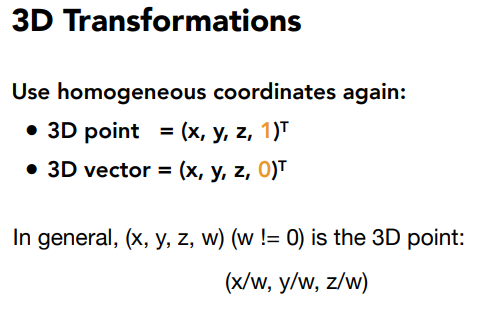 3D Transformations
Use homogeneous coordinates again:
• 3D point = (x, y, z, 1)ᵀ
• 3D vector = (x, y, z, 0)ᵀ
In general, (x, y, z, w) (w != 0) is the 3D point:
(x/w, y/w, z/w)